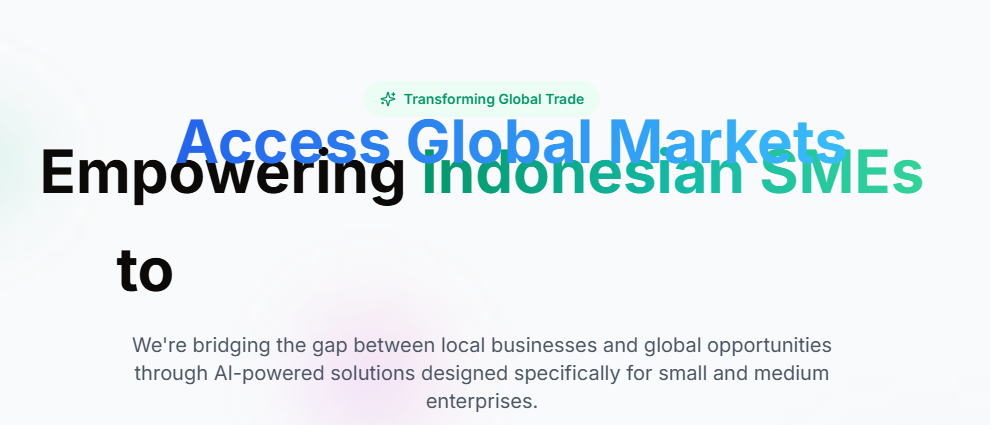 Transforming Global Trade
Access Global Markets
Empowering Indonesian SMEs
to
We're bridging the gap between local businesses and global opportunities
through AI-powered solutions designed specifically for small and medium
enterprises.